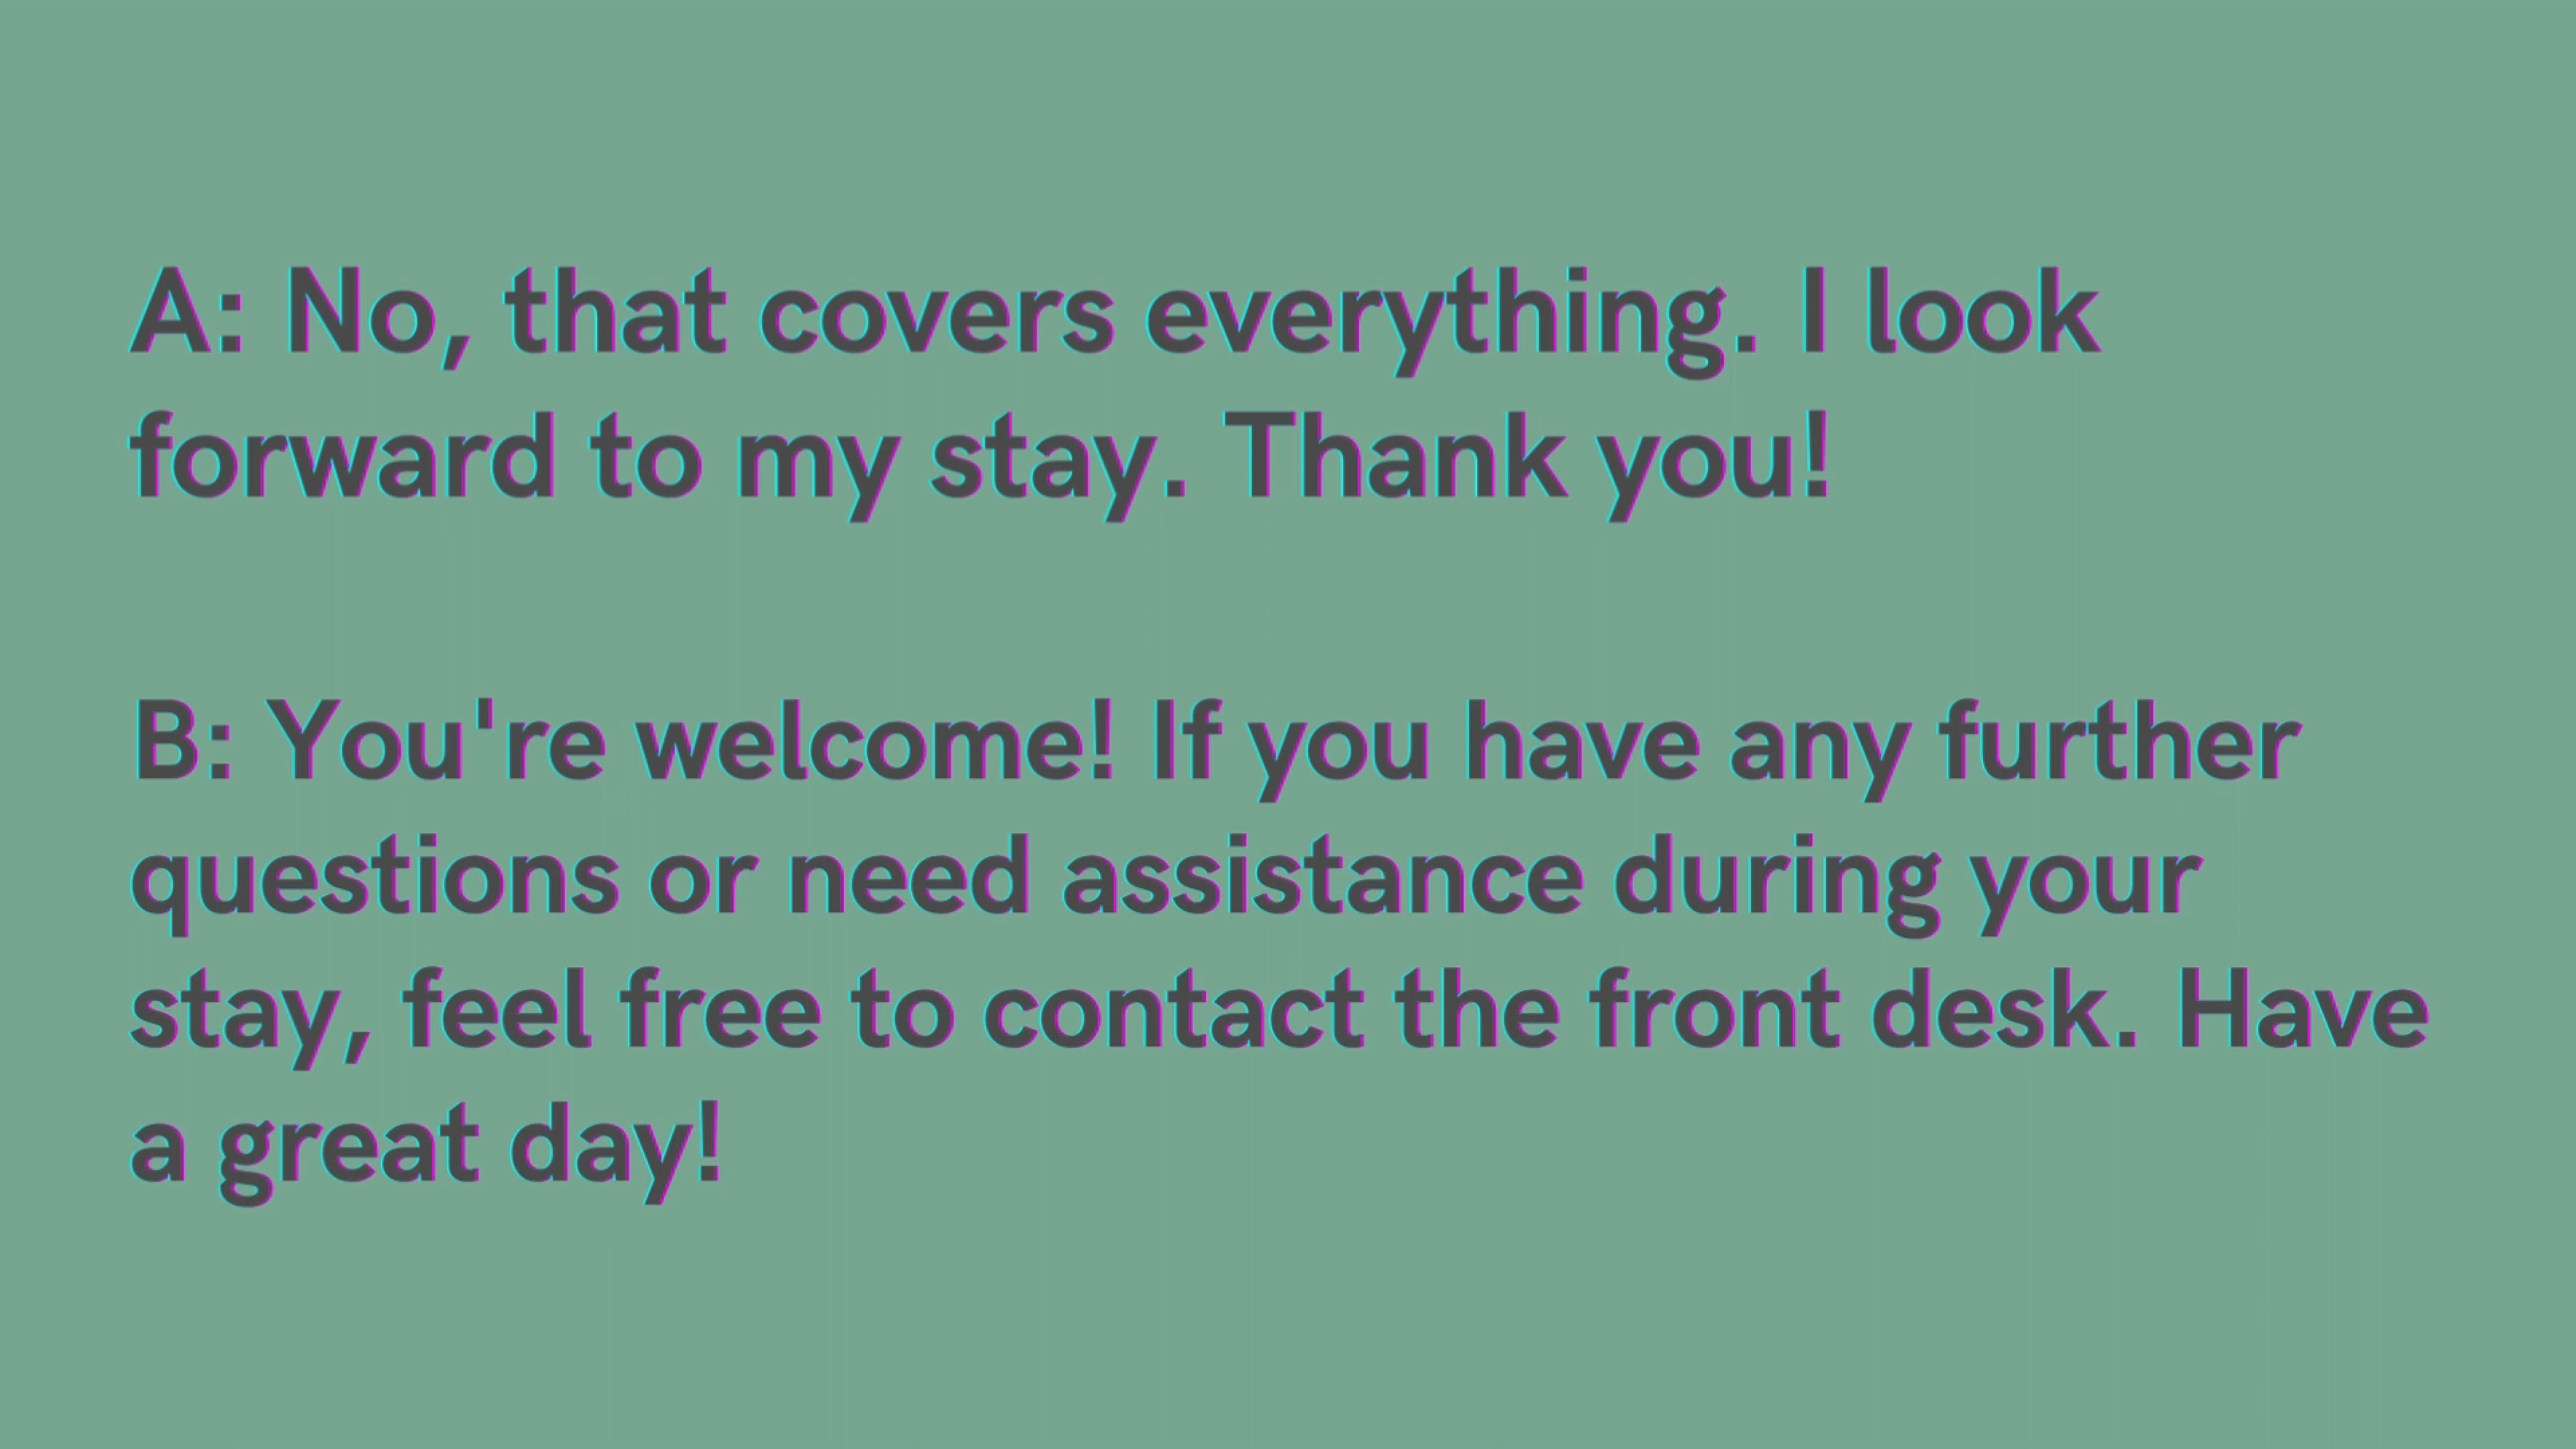 A: No, that covers everything. I look
forward to my stay. Thank you!
B: You're welcome! If you have any further
questions or need assistance during your
stay, feel free to contact the front desk. Have
a great day!